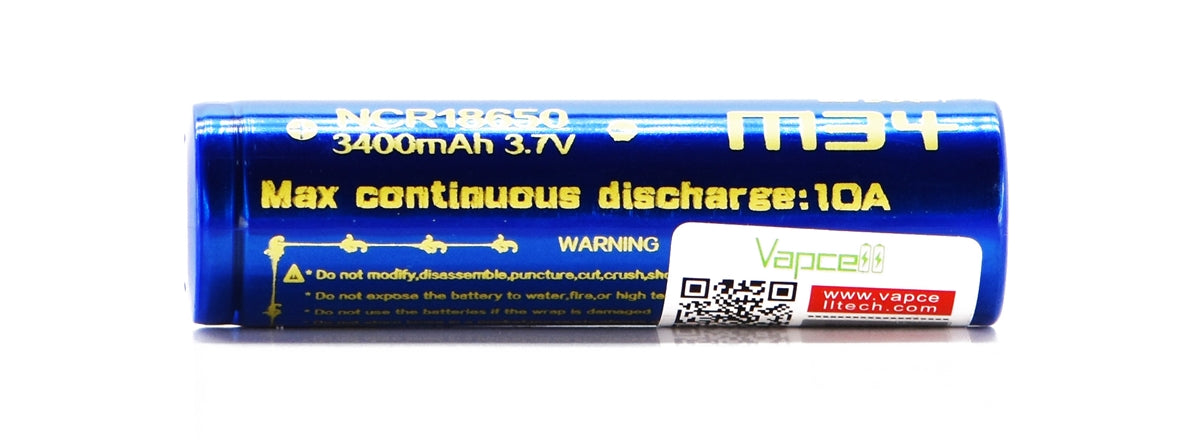 NCR18650
3400mAh 3.7V
+
M34
Max continuous discharge:10A
WARNING
* Do not modify,disassemble,puncture,cut,crush,
* Do not expose the battery to water,fire,or high
* Do not use the batteries if the wrap is damaged
Vapcell
www.vapce
lltech.com